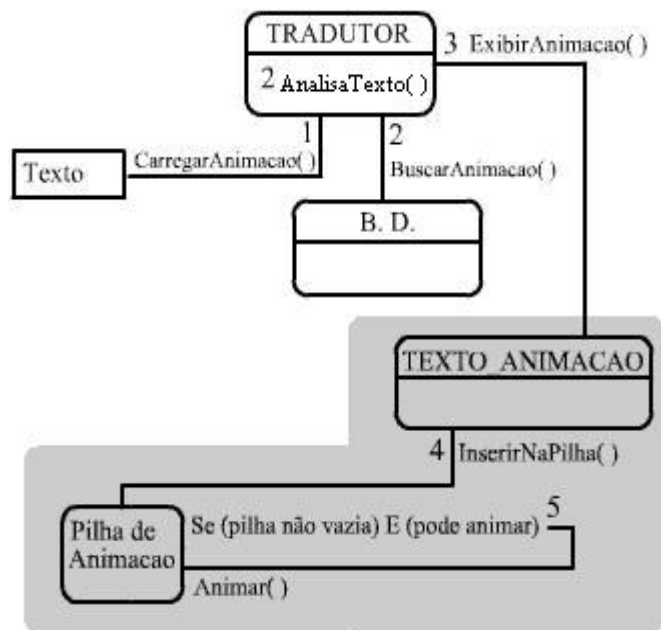 TRADUTOR
2 AnalisaTexto( )
3 ExibirAnimacao( )
1
2
Texto
CarregarAnimacao( )
BuscarAnimacao( )
B. D.
TEXTO_ANIMACAO
4 InserirNaPilha( )
Pilha de
Animacao
Se (pilha não vazia) E (pode animar)
5
Animar( )